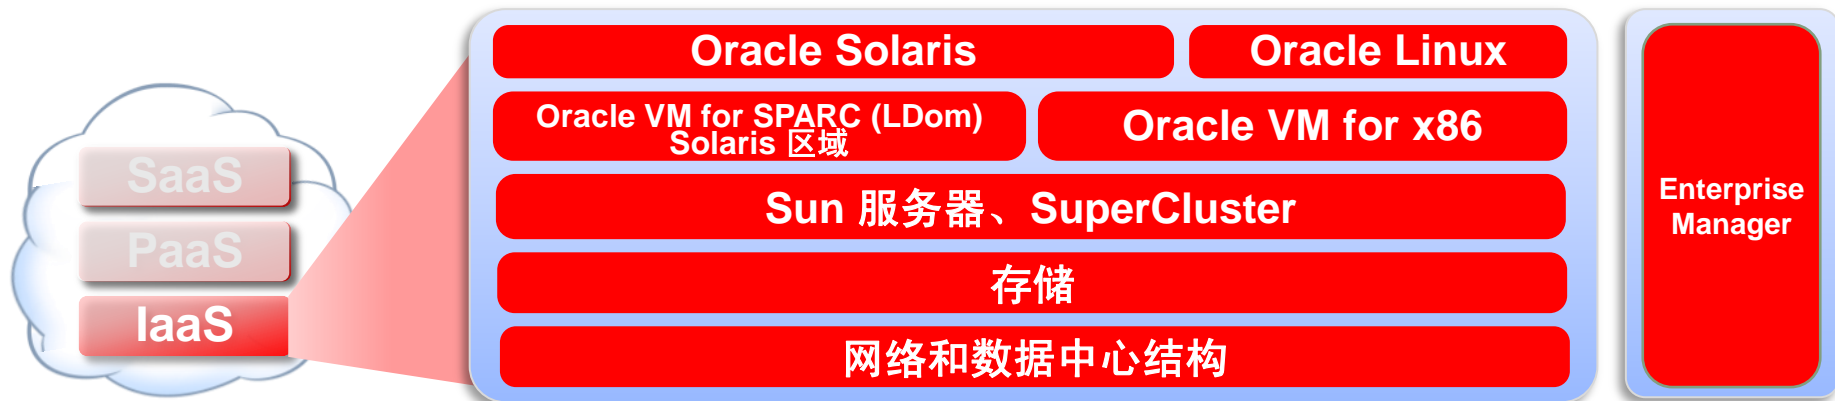 SaaS
PaaS
IaaS
Oracle Solaris
Oracle Linux
Oracle VM for SPARC (LDom)
Solaris 区域
Oracle VM for x86
Sun 服务器、SuperCluster
存储
网络和数据中心结构
Enterprise
Manager